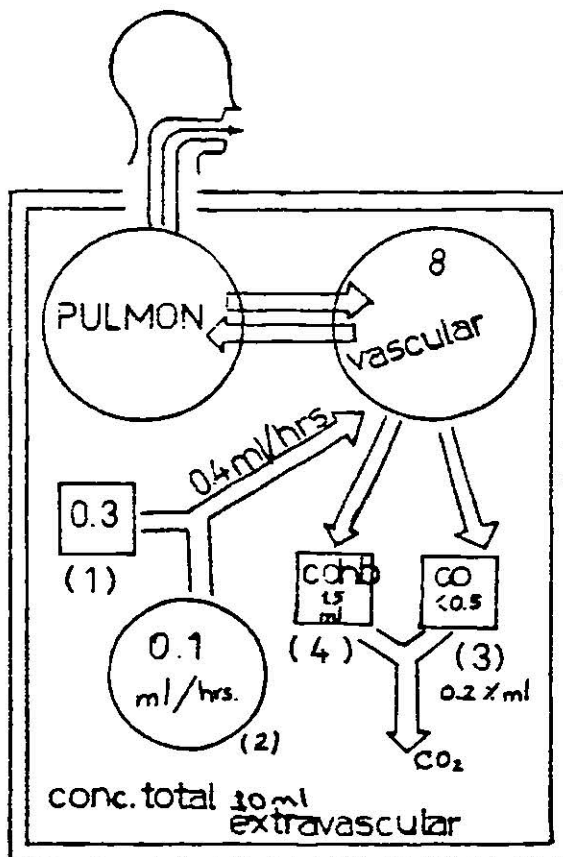 PULMON
8
vascular
0.4ml/hrs
0.3
(1)
0.1
ml/hrs.
(2)
cohb
1.5
ml
(4)
co
<0.5
(3)
0.2%ml
CO₂
conc. total 10ml
extravascular